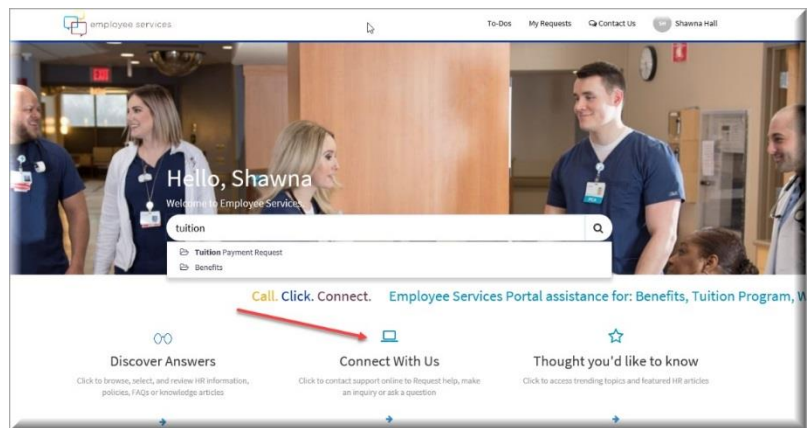 employee services
To-Dos My Requests Contact Us SH Shawna Hall
EXIT
Hello, Shawna
Welcome to Employee Services.
tuition
Tuition Payment Request
Benefits
Call. Click. Connect. Employee Services Portal assistance for: Benefits, Tuition Program, W
Discover Answers
Click to browse, select, and review HR information,
policies, FAQs or knowledge articles
Connect With Us
Click to contact support online to Request help, make
an inquiry or ask a question
Thought you'd like to know
Click to access trending topics and featured HR articles